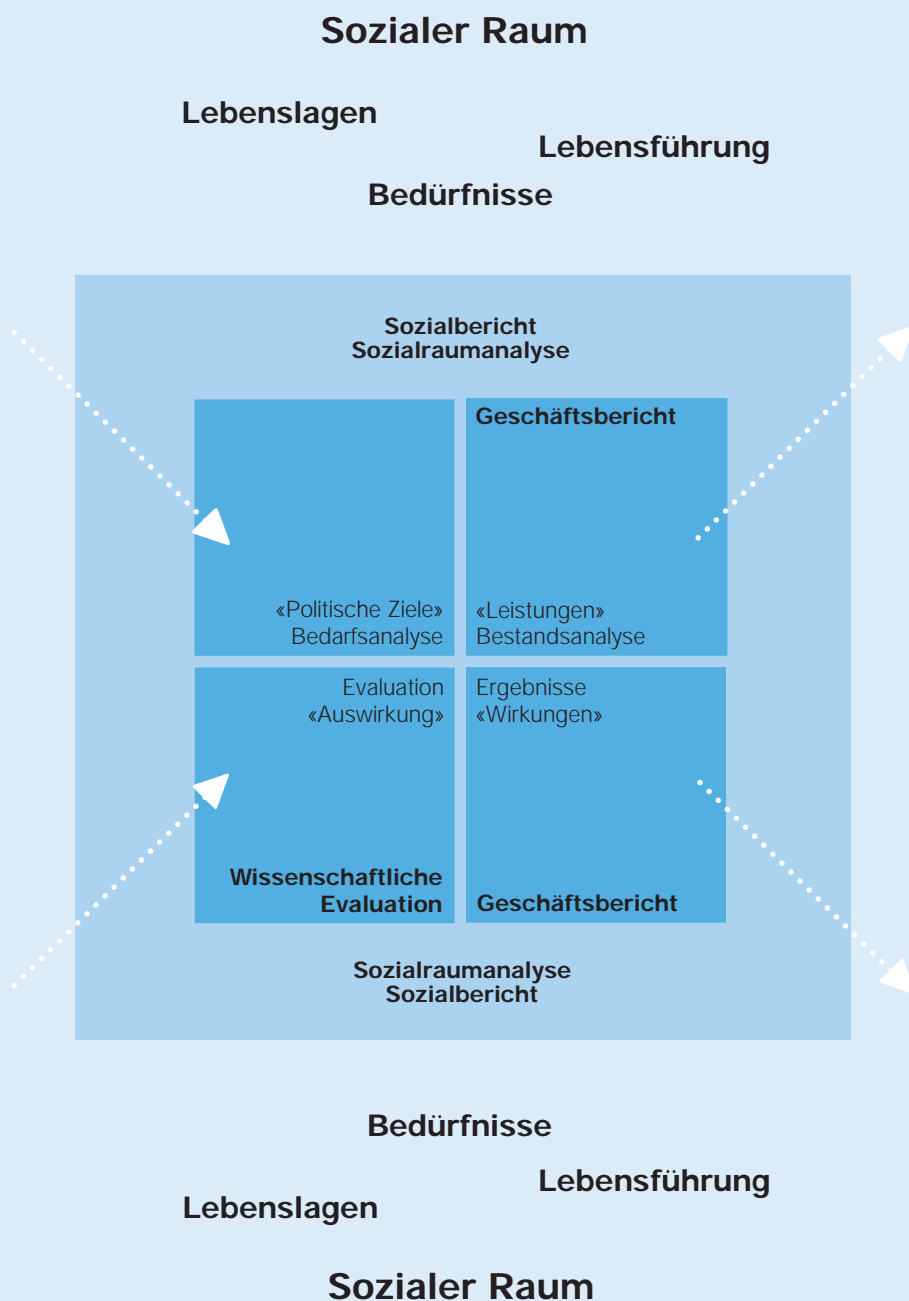 Sozialer Raum
Lebenslagen
Lebensführung
Bedürfnisse
Sozialbericht
Sozialraumanalyse
Geschäftsbericht
«Politische Ziele»
Bedarfsanalyse
«Leistungen»
Bestandsanalyse
Evaluation
«Auswirkung»
Ergebnisse
«Wirkungen»
Wissenschaftliche
Evaluation
Geschäftsbericht
Sozialraumanalyse
Sozialbericht
Bedürfnisse
Lebensführung
Lebenslagen
Sozialer Raum